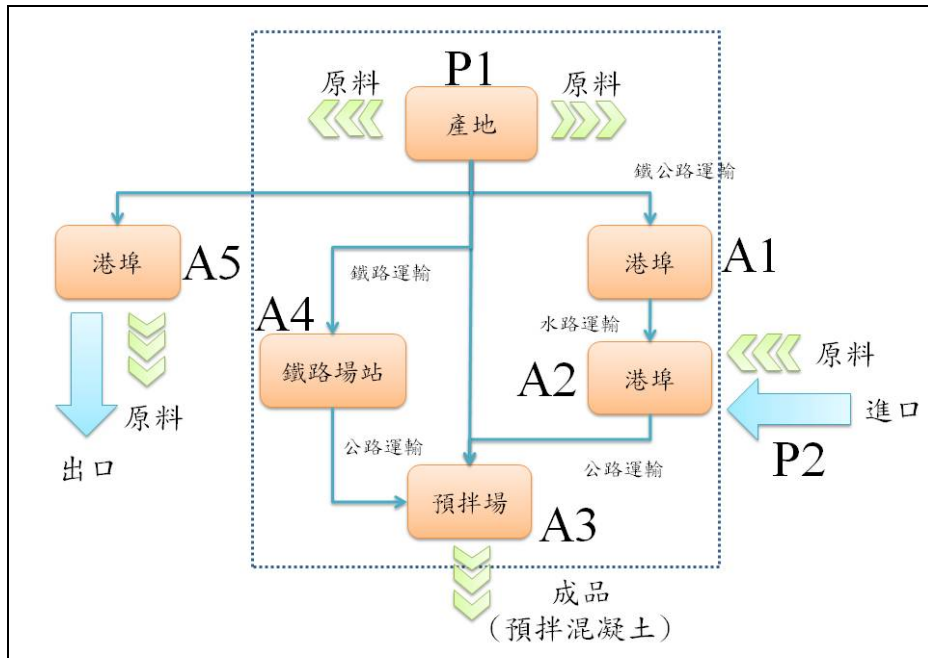 P1
原料
原料
產地
鐵公路運輸
港埠
A5
港埠
A1
鐵路運輸
A4
水路運輸
鐵路場站
A2
港埠
原料
進口
P2
原料
出口
公路運輸
公路運輸
預拌場
A3
成品
（預拌混凝土）